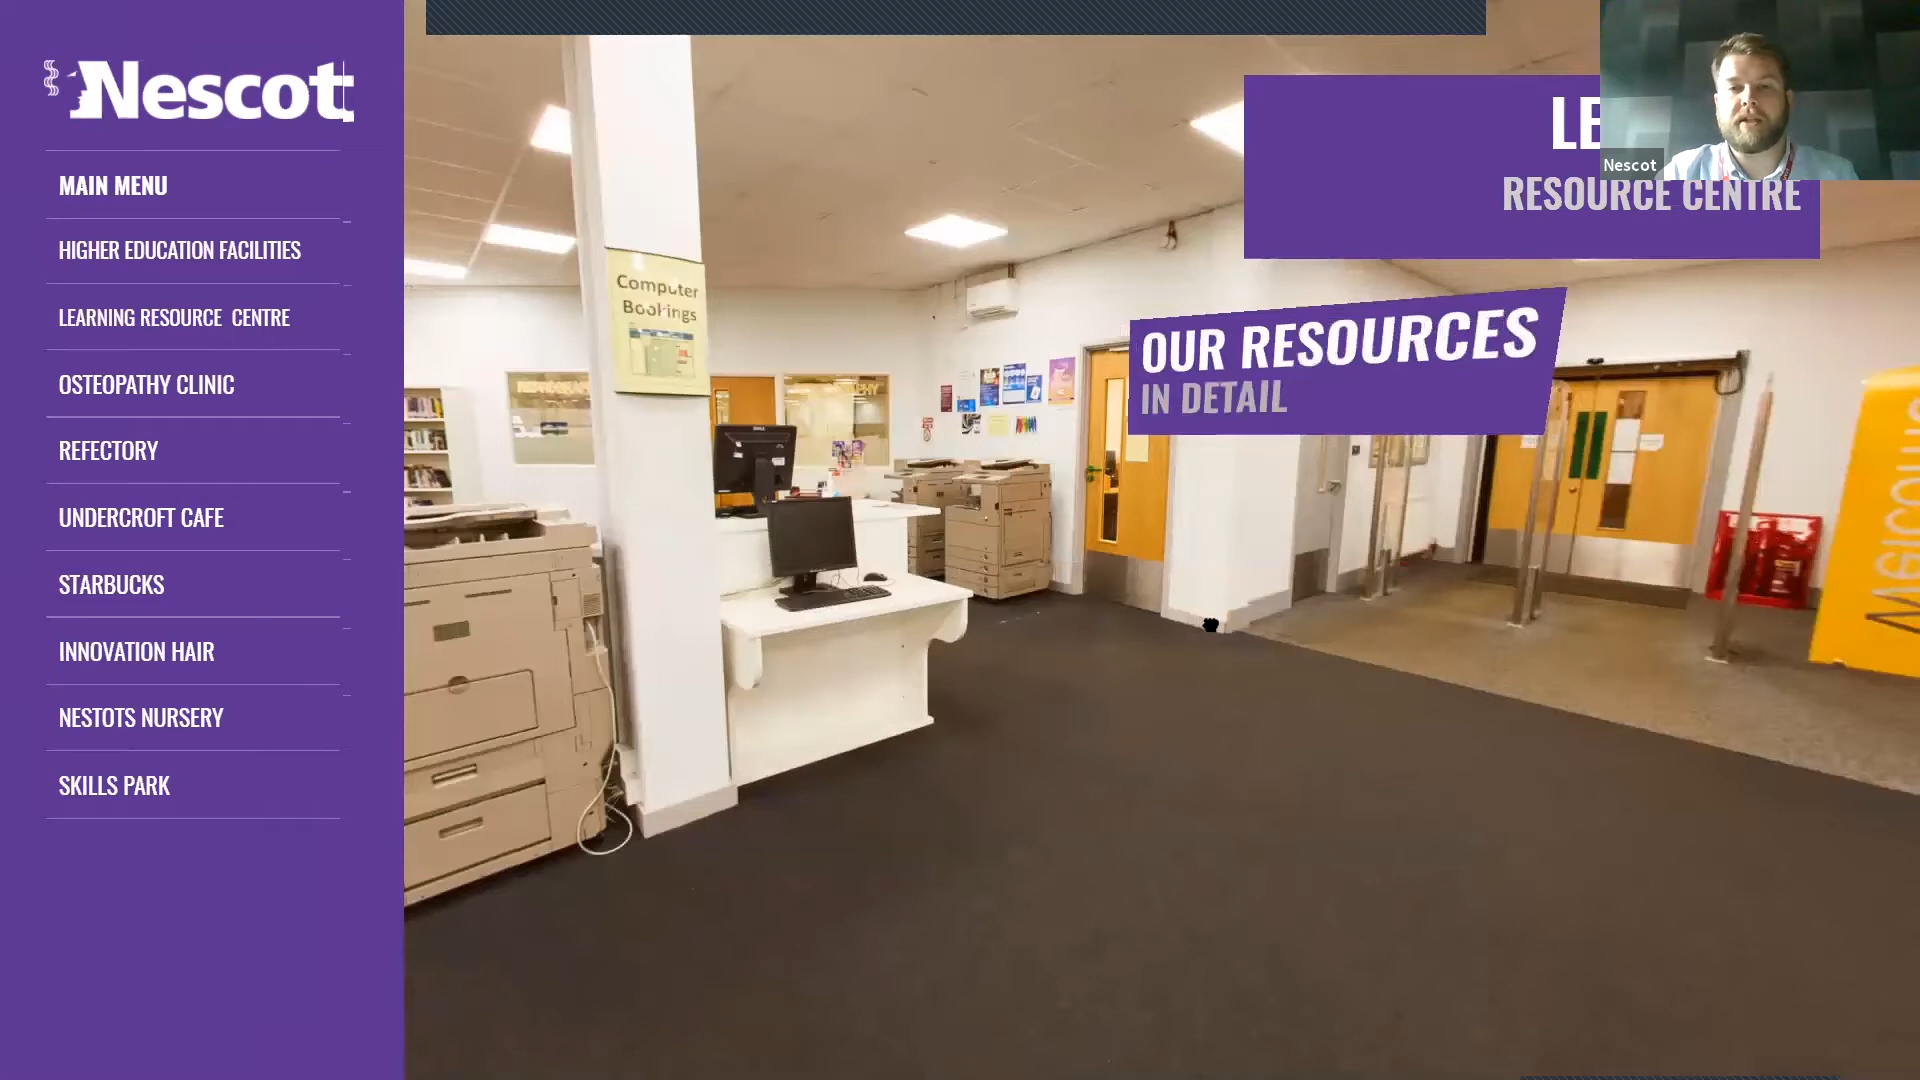 Nescot
MAIN MENU
HIGHER EDUCATION FACILITIES
LEARNING RESOURCE CENTRE
OSTEOPATHY CLINIC
REFECTORY
UNDERCROFT CAFE
STARBUCKS
INNOVATION HAIR
NESTOTS NURSERY
SKILLS PARK
Computer
Bookings
LE
RESOURCE CENTRE
Nescot
OUR RESOURCES
IN DETAIL